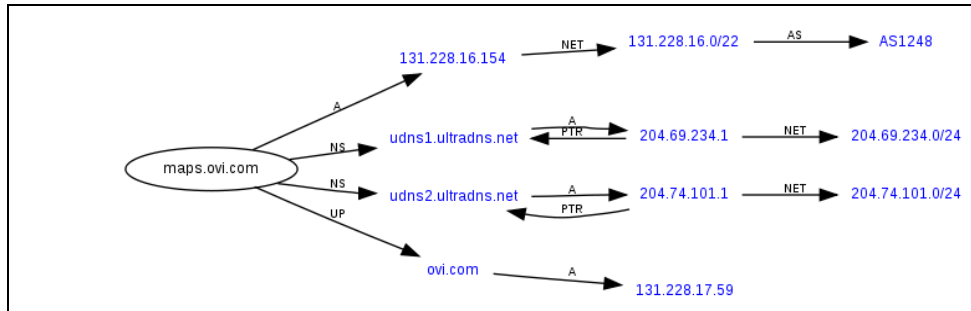 131.228.16.154
NET
131.228.16.0/22
AS
AS1248
A
udns1.ultradns.net
A
PTR
204.69.234.1
NET
204.69.234.0/24
NS
maps.ovi.com
NS
udns2.ultradns.net
A
PTR
204.74.101.1
NET
204.74.101.0/24
UP
ovi.com
A
131.228.17.59